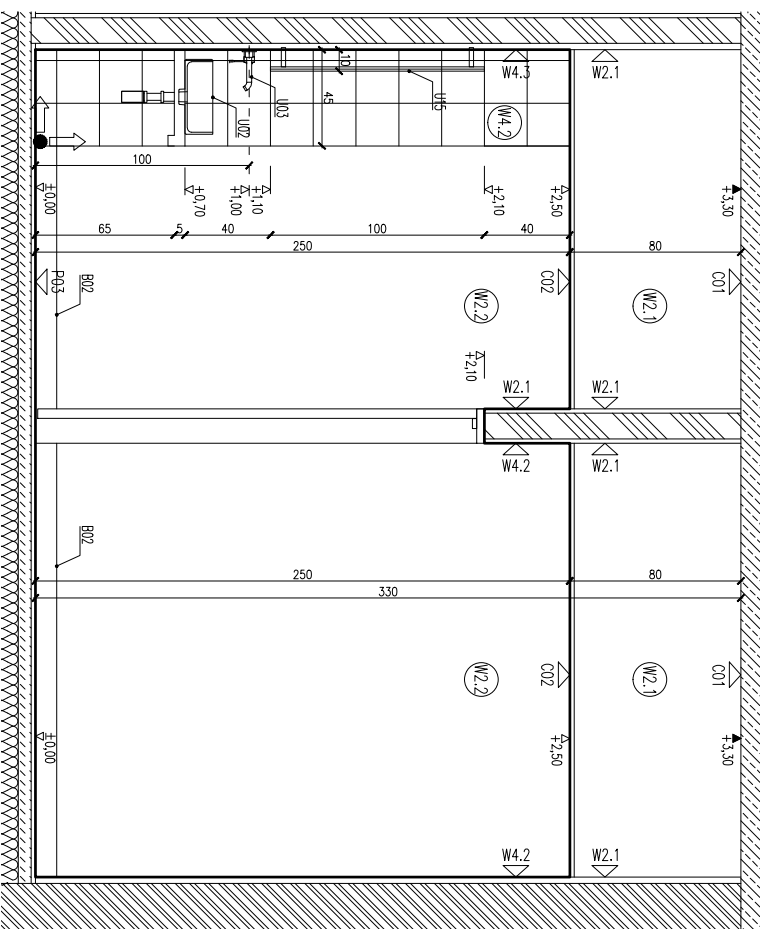 W4.3
W2.1
10
45
U15
U03
U02
W4.2
100
±0,00
+0,70
+1,00
+1,10
+2,10
+2,50
+3,30
65
5
40
100
40
250
80
P03
B02
C02
C01
W2.2
W2.1
+2,10
W2.1
W2.1
W4.2
W2.1
B02
250
80
330
W2.2
C02
W2.1
C01
±0,00
+2,50
+3,30
W4.2
W2.1